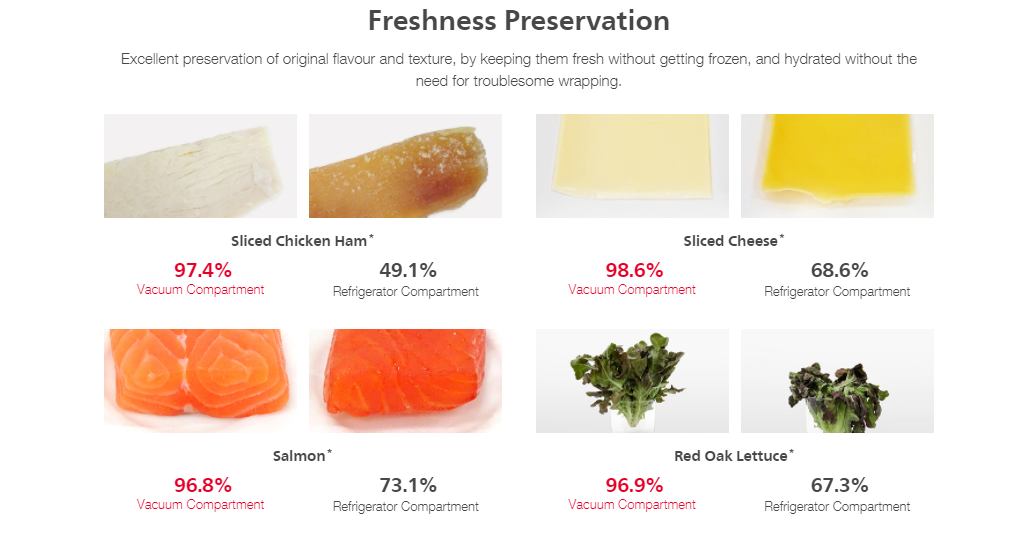 Freshness Preservation
Excellent preservation of original flavour and texture, by keeping them fresh without getting frozen, and hydrated without the
need for troublesome wrapping.
Sliced Chicken Ham*
97.4%
Vacuum Compartment
49.1%
Refrigerator Compartment
Sliced Cheese*
98.6%
Vacuum Compartment
68.6%
Refrigerator Compartment
Salmon*
96.8%
Vacuum Compartment
73.1%
Refrigerator Compartment
Red Oak Lettuce*
96.9%
Vacuum Compartment
67.3%
Refrigerator Compartment